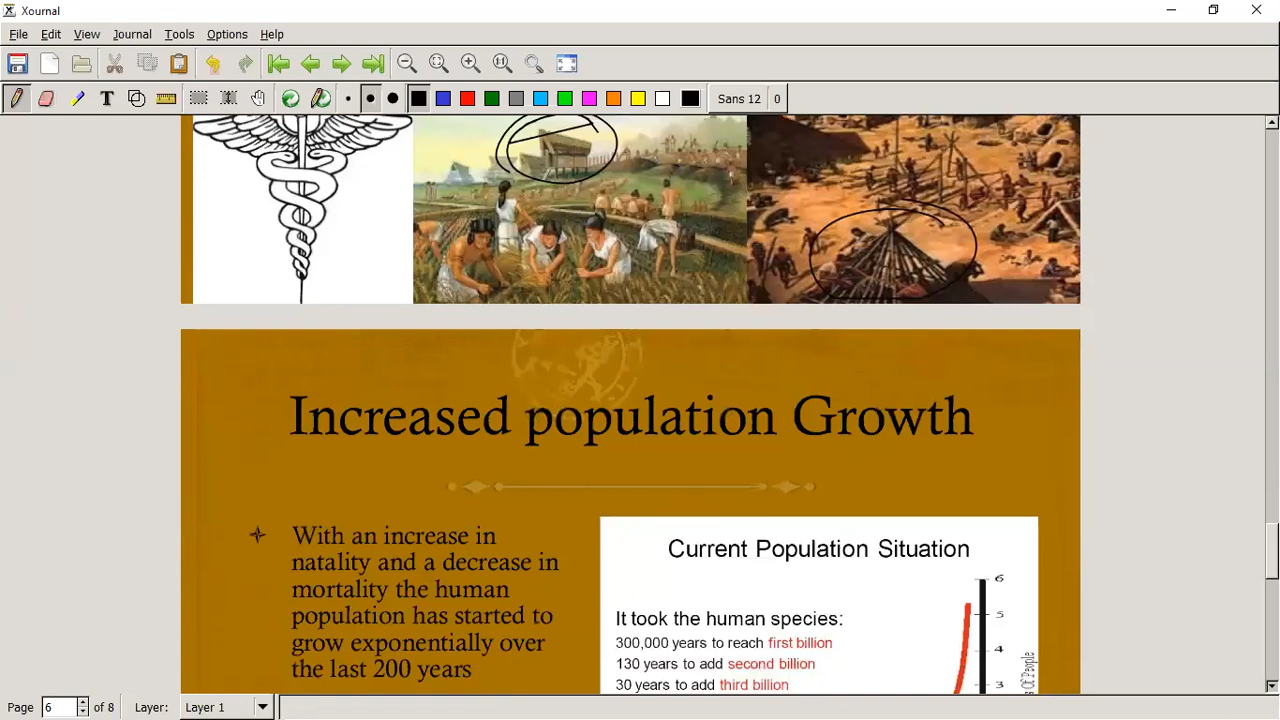 Xournal
File Edit View Journal Tools Options Help
Sans 12 0
Increased population Growth
With an increase in
natality and a decrease in
mortality the human
population has started to
grow exponentially over
the last 200 years
Current Population Situation
It took the human species:
300,000 years to reach first billion
130 years to add second billion
30 years to add third billion
6
5
4
3
Of People
Page 6 of 8 Layer: Layer 1